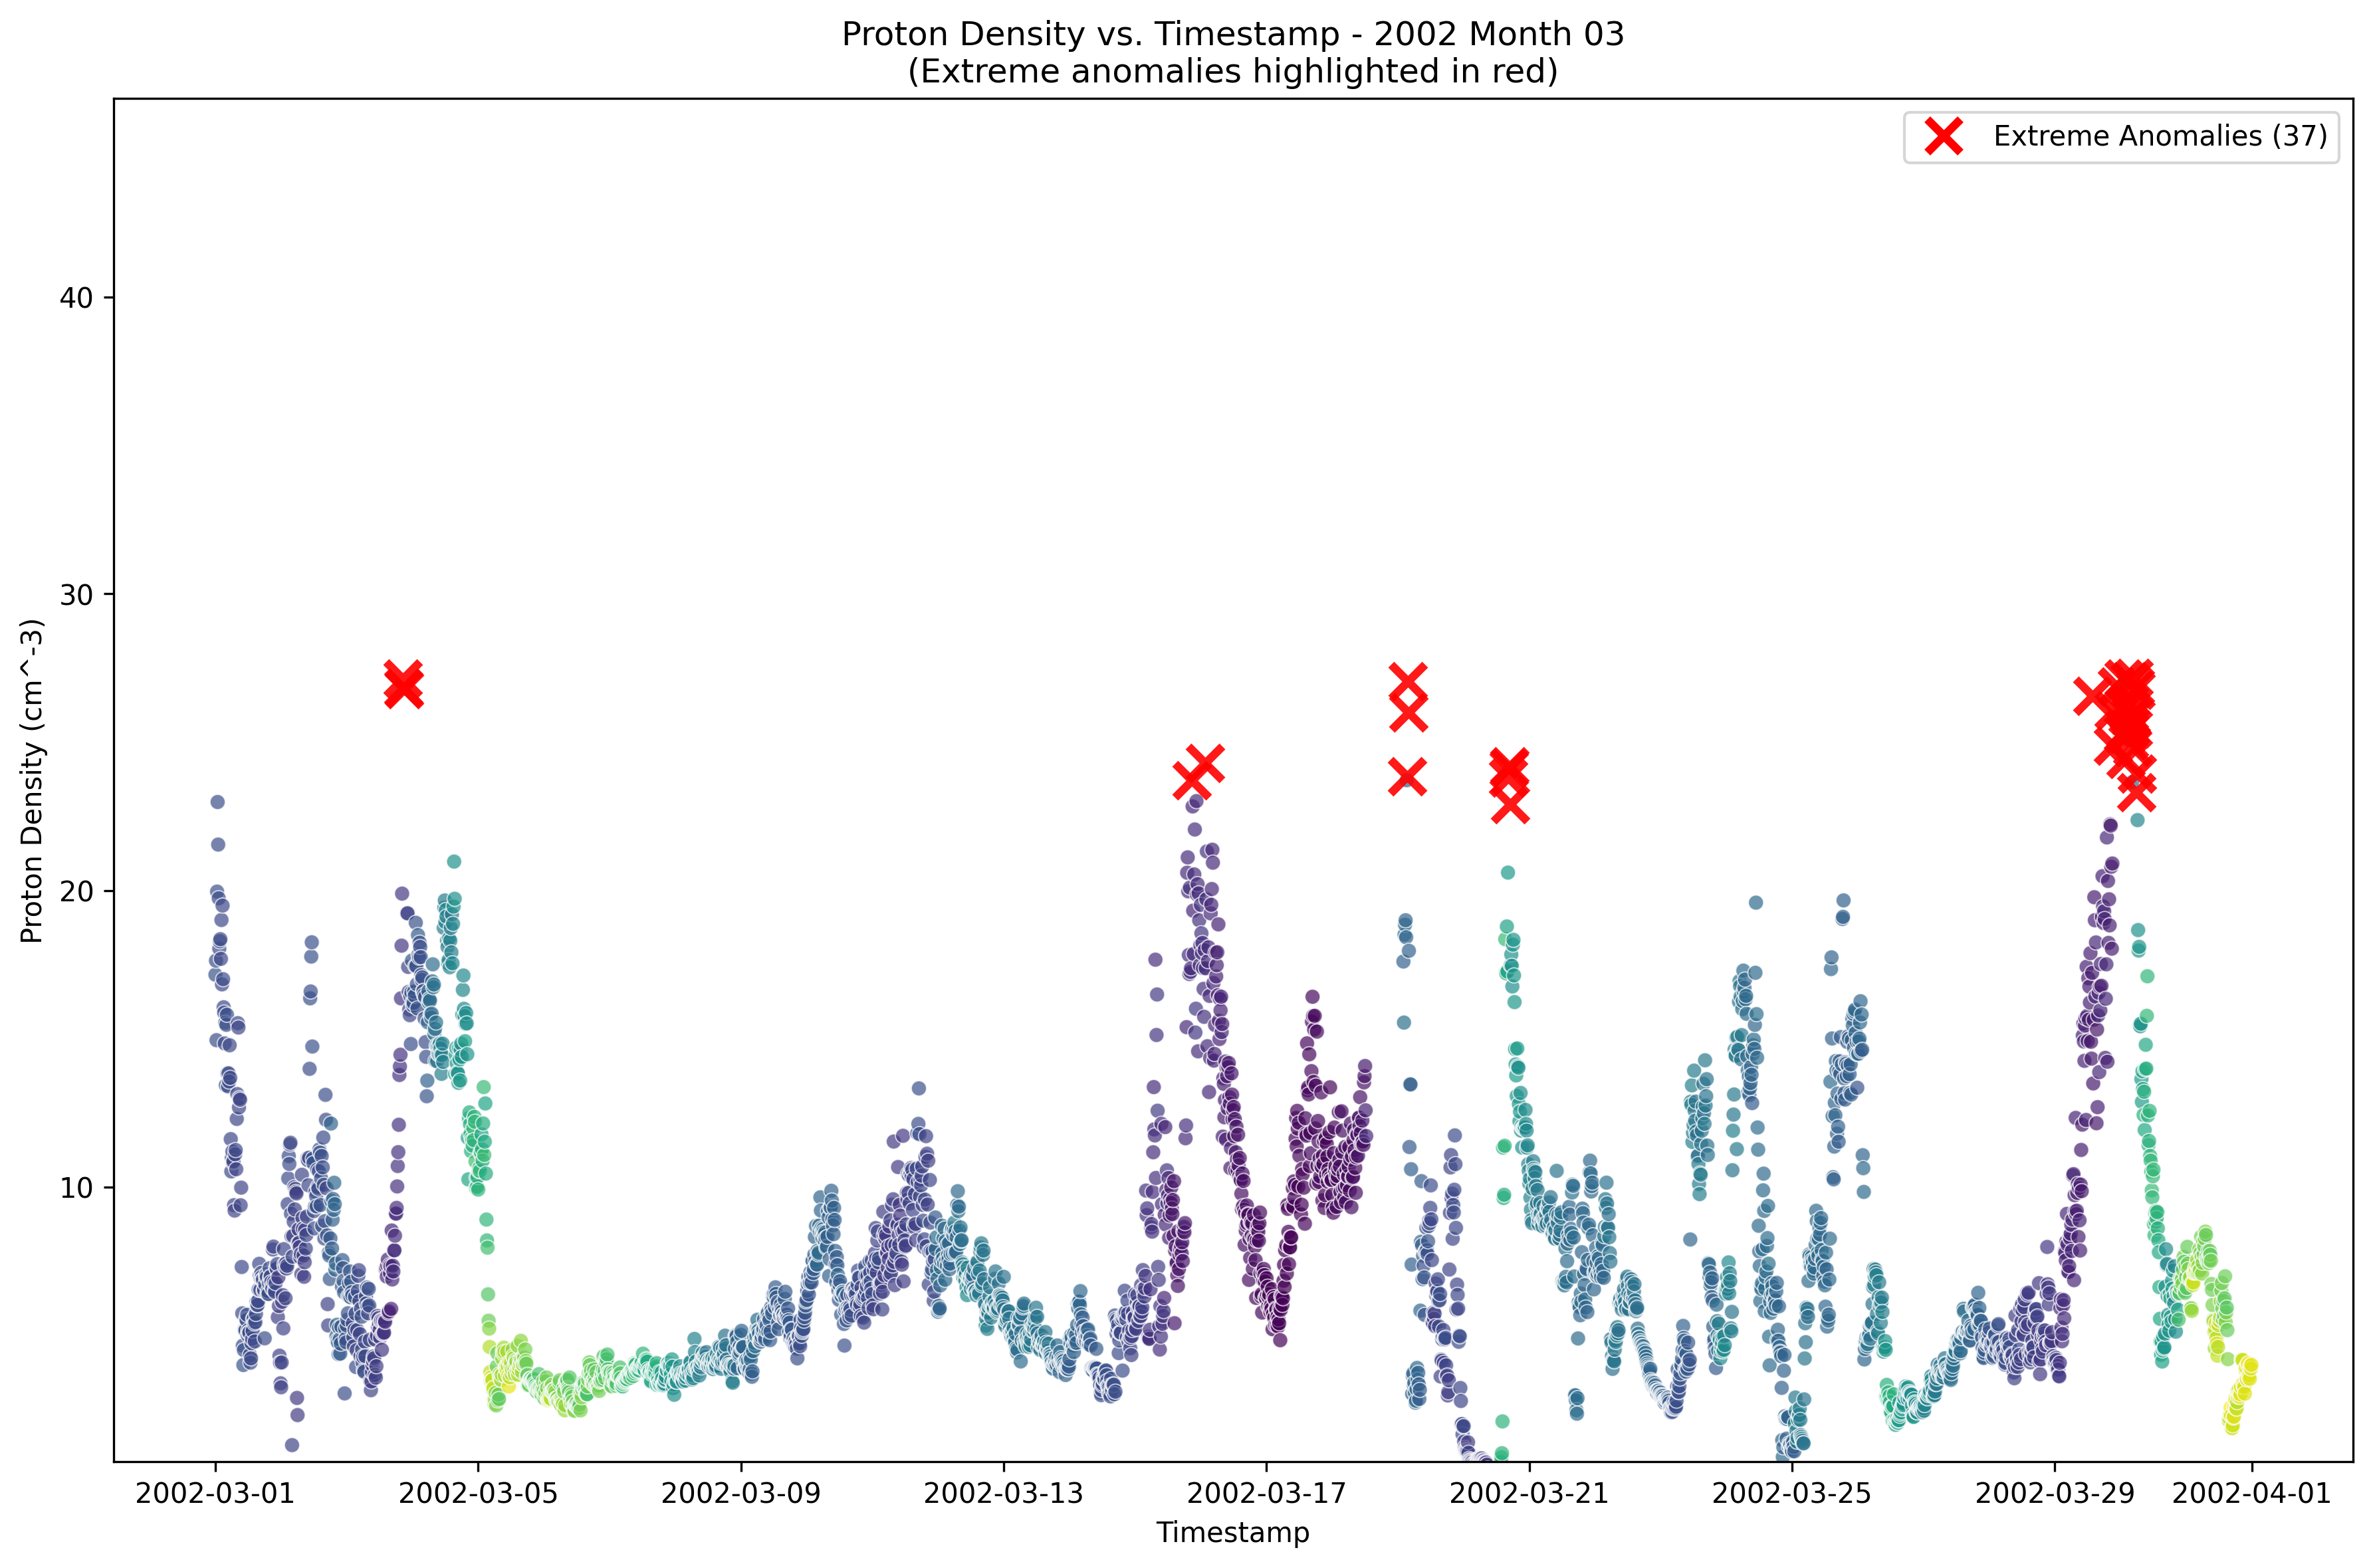 Proton Density vs. Timestamp - 2002 Month 03
(Extreme anomalies highlighted in red)
Extreme Anomalies (37)
Proton Density (cm^-3)
40
30
20
10
2002-03-01
2002-03-05
2002-03-09
2002-03-13
2002-03-17
2002-03-21
2002-03-25
2002-03-29
2002-04-01
Timestamp